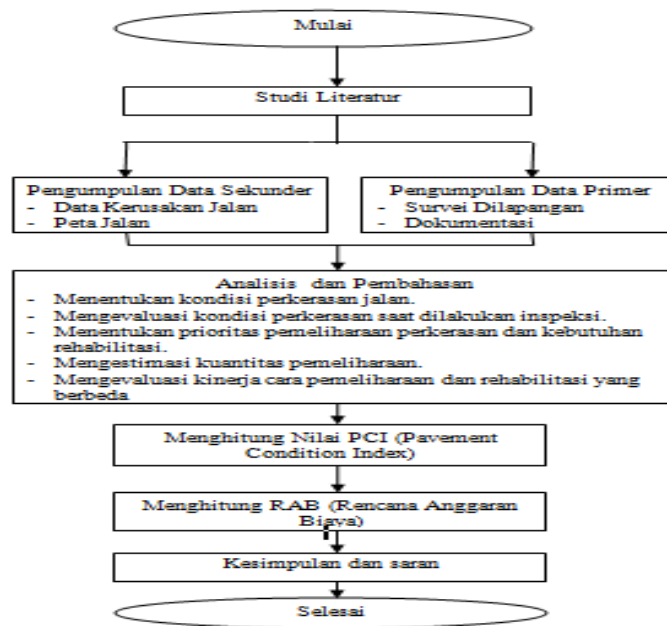 Mulai
Studi Literatur
Pengumpulan Data Sekunder
- Data Kerusakan Jalan
- Peta Jalan
Pengumpulan Data Primer
- Survei Dilapangan
- Dokumentasi
Analisis dan Pembahasan
- Menentukan kondisi perkerasan jalan.
- Mengevaluasi kondisi perkerasan saat dilakukan inspeksi.
- Menentukan prioritas pemeliharaan perkerasan dan kebutuhan
rehabilitasi.
- Mengestimasi kuantitas pemeliharaan.
- Mengevaluasi kinerja cara pemeliharaan dan rehabilitasi yang
berbeda
Menghitung Nilai PCI (Pavement
Condition Index)
Menghitung RAB (Rencana Anggaran
Biaya)
Kesimpulan dan saran
Selesai